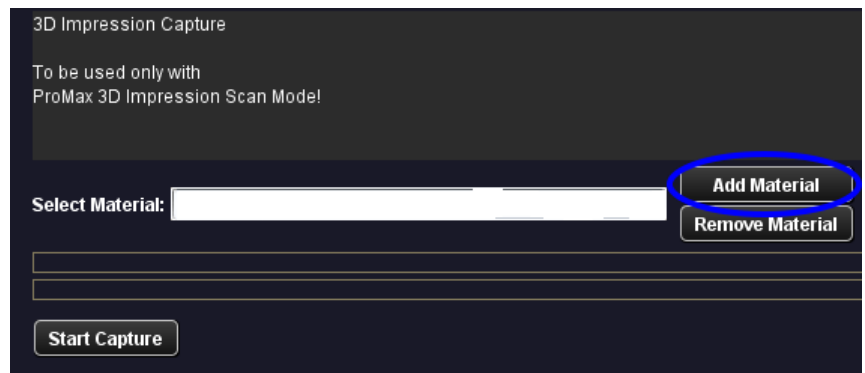 3D Impression Capture
To be used only with
ProMax 3D Impression Scan Mode!
Add Material
Select Material:
Remove Material
Start Capture